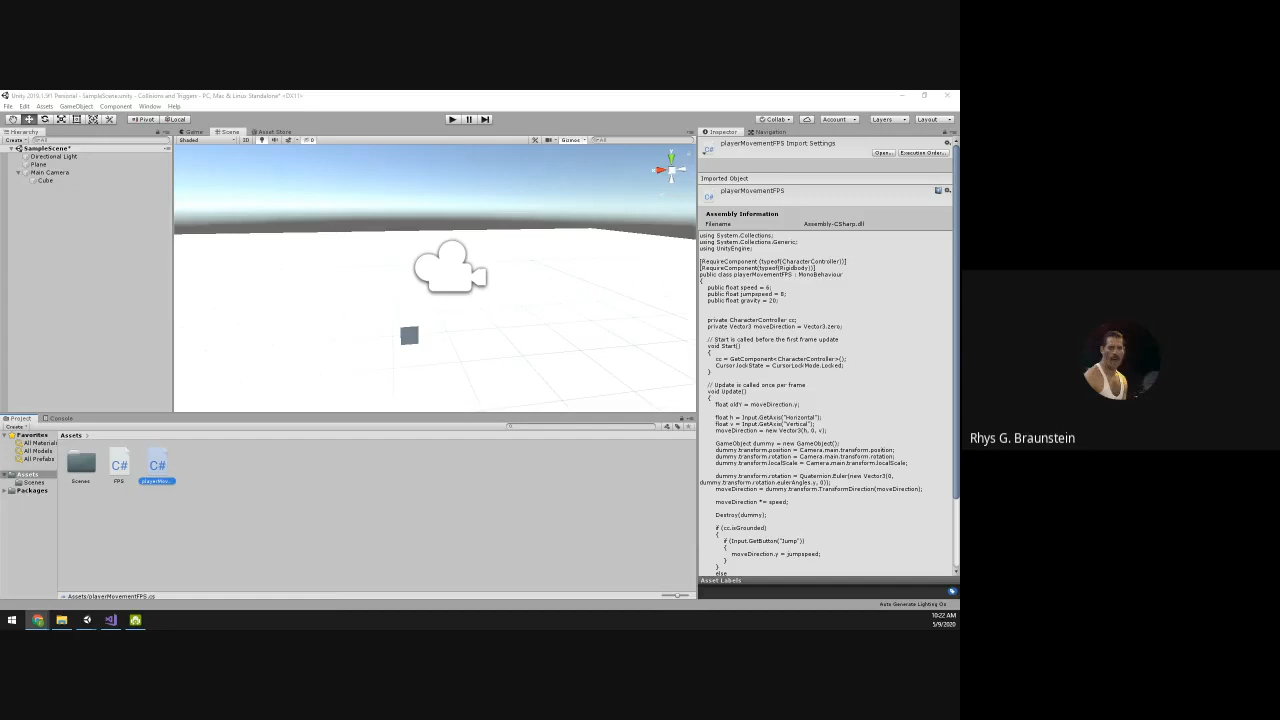 Unity 2019.1.9f1 Personal - SampleScene.unity - Collisions and Triggers - PC, Mac & Linux Standalone* <DX11>
File Edit Assets GameObject Component Window Help
Pivot Local
Collab Account Layers Layout
Hierarchy
Create All
SampleScene*
Directional Light
Plane
Main Camera
Cube
Game Scene Asset Store
Shaded 2D 0 Gizmos All
y
x
Inspector Navigation
playerMovementFPS Import Settings
Open... Execution Order...
Imported Object
C#
playerMovementFPS
Assembly Information
Filename Assembly-CSharp.dll
using System.Collections;
using System.Collections.Generic;
using UnityEngine;
[RequireComponent (typeof(CharacterController))]
[RequireComponent(typeof(Rigidbody))]
public class playerMovementFPS : MonoBehaviour
{
public float speed = 6;
public float jumpspeed = 8;
public float gravity = 20;
private CharacterController cc;
private Vector3 moveDirection = Vector3.zero;
// Start is called before the first frame update
void Start()
{
cc = GetComponent<CharacterController>();
Cursor.lockState = CursorLockMode.Locked;
}
// Update is called once per frame
void Update()
{
float oldY = moveDirection.y;
float h = Input.GetAxis("Horizontal");
float v = Input.GetAxis("Vertical");
moveDirection = new Vector3(h, 0, v);
GameObject dummy = new GameObject();
dummy.transform.position = Camera.main.transform.position;
dummy.transform.rotation = Camera.main.transform.rotation;
dummy.transform.localScale = Camera.main.transform.localScale;
dummy.transform.rotation = Quaternion.Euler(new Vector3(0,
dummy.transform.rotation.eulerAngles.y, 0));
moveDirection = dummy.transform.TransformDirection(moveDirection);
moveDirection *= speed;
Destroy(dummy);
if (cc.isGrounded)
{
if (Input.GetButton("Jump"))
{
moveDirection.y = jumpspeed;
}
}
else
Asset Labels
Auto Generate Lighting On
Project Console
Create
Favorites
All Material
All Models
All Prefabs
Assets
Scenes
Packages
Assets
Scenes
C#
FPS
C#
playerMov...
Assets/playerMovementFPS.cs
10:22 AM
5/9/2020
Rhys G. Braunstein